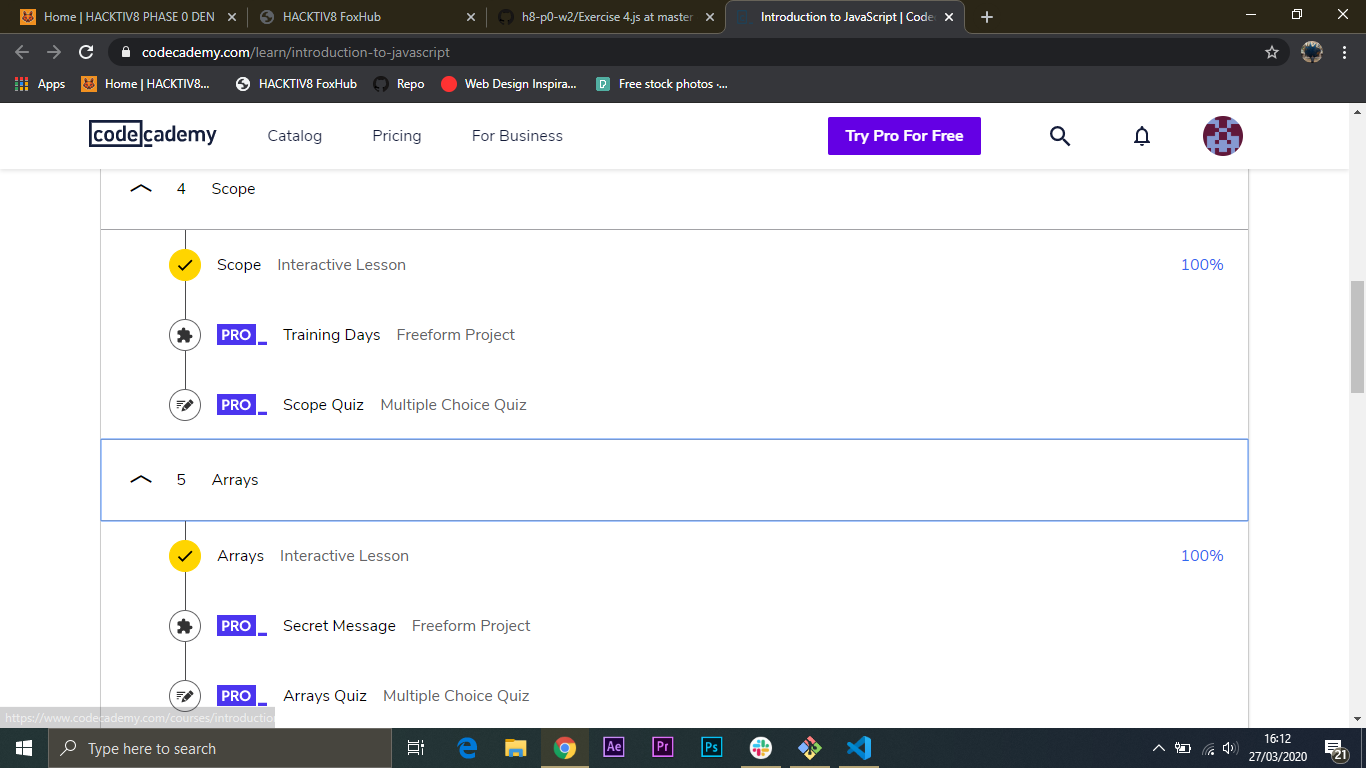 Home | HACKTIV8 PHASE 0 DEN
HACKTIV8 FoxHub
h8-p0-w2/Exercise 4.js at master
Introduction to JavaScript | Code
codecademy.com/learn/introduction-to-javascript
Apps
Home | HACKTIV8...
HACKTIV8 FoxHub
Repo
Web Design Inspira...
Free stock photos ·...
codecademy
Catalog
Pricing
For Business
Try Pro For Free
4 Scope
Scope Interactive Lesson 100%
PRO Training Days Freeform Project
PRO Scope Quiz Multiple Choice Quiz
5 Arrays
Arrays Interactive Lesson 100%
PRO Secret Message Freeform Project
PRO Arrays Quiz Multiple Choice Quiz
https://www.codecademy.com/courses/introduction
Type here to search
Ae
Pr
Ps
16:12
27/03/2020
21